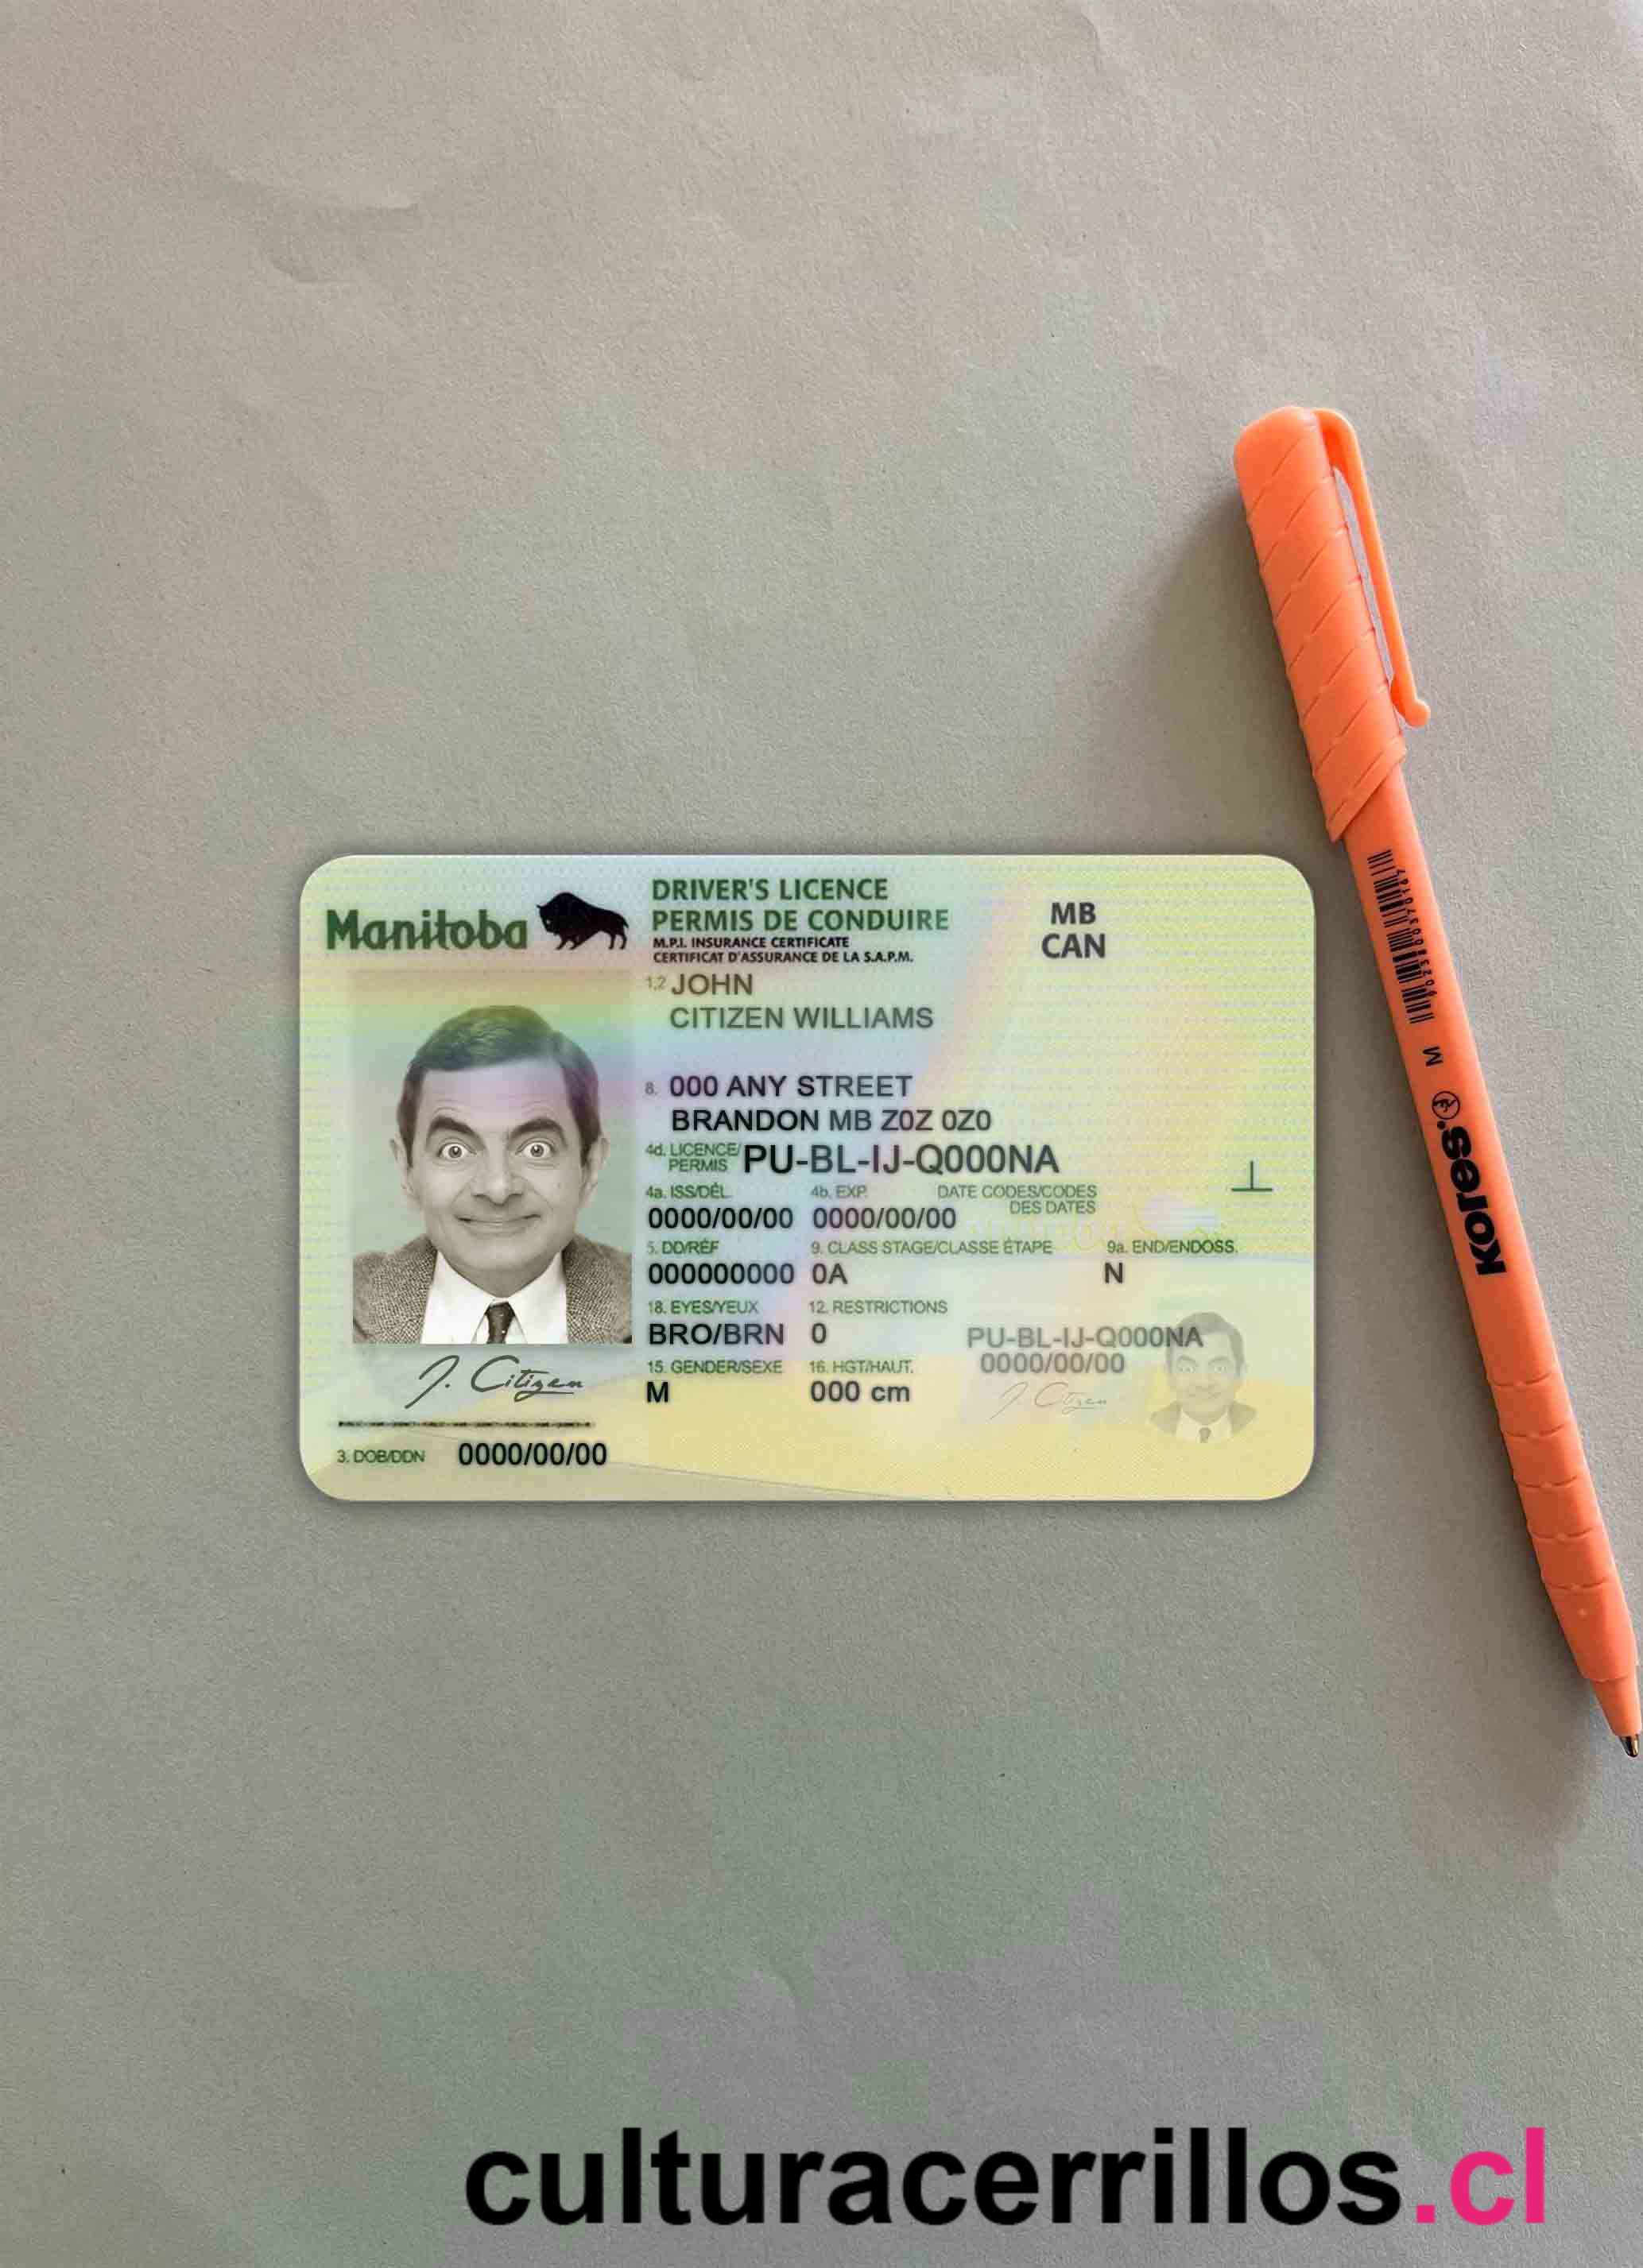 Manitoba
DRIVER'S LICENCE
PERMIS DE CONDUIRE
M.P.I. INSURANCE CERTIFICATE
CERTIFICAT D'ASSURANCE DE LA S.A.P.M.
MB
CAN
1,2 JOHN
CITIZEN WILLIAMS
8. 000 ANY STREET
BRANDON MB Z0Z 0Z0
4d. LICENCE/
PERMIS PU-BL-IJ-Q000NA
4a. ISS/DÉL. 4b. EXP. DATE CODES/CODES
DES DATES
0000/00/00 0000/00/00
5. DD/RÉF 9. CLASS STAGE/CLASSE ÉTAPE 9a. END/ENDOSS.
000000000 0A N
18. EYES/YEUX 12. RESTRICTIONS
BRO/BRN 0
PU-BL-IJ-Q000NA
0000/00/00
J. Citizen
15. GENDER/SEXE 16. HGT/HAUT.
M 000 cm
J. Citizen
3. DOB/DDN 0000/00/00
M
Kores
culturacerrillos.cl